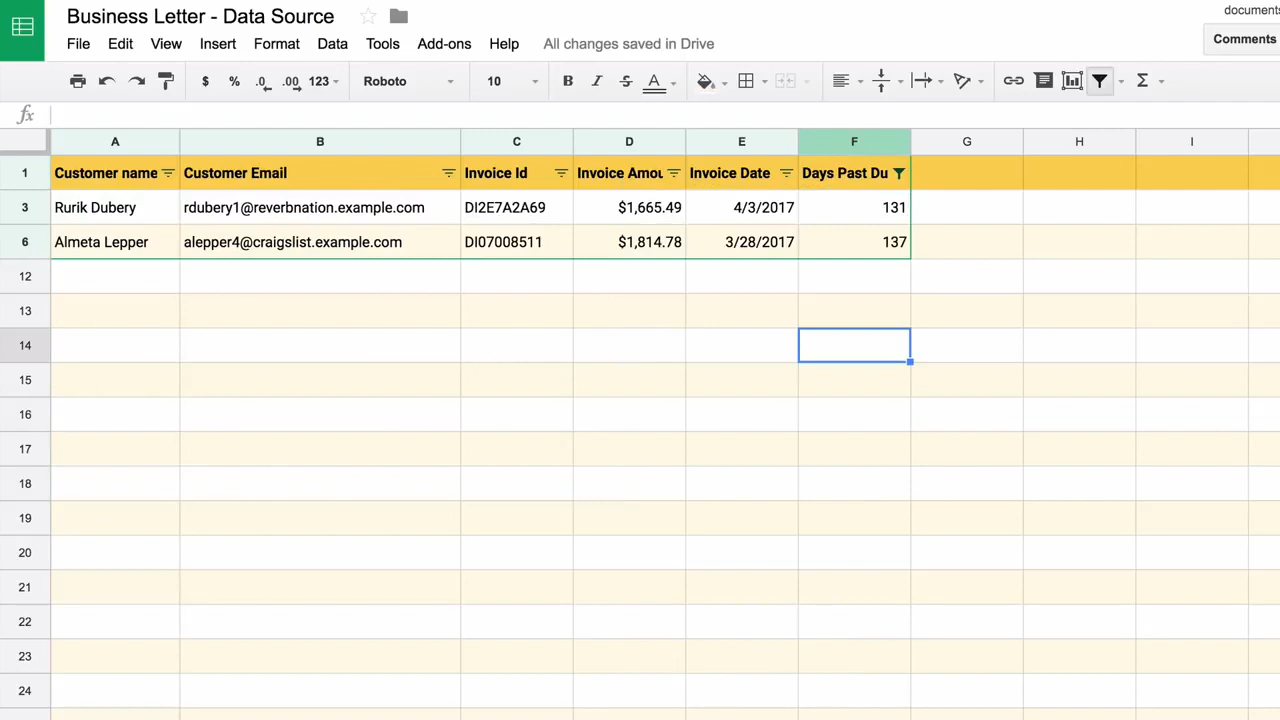 Business Letter - Data Source
documents
File Edit View Insert Format Data Tools Add-ons Help All changes saved in Drive
Comments
$ % .0 .00 123 Roboto 10 B I S A Σ
fx
A B C D E F G H I
1 Customer name Customer Email Invoice Id Invoice Amou Invoice Date Days Past Du
3 Rurik Dubery rdubery1@reverbnation.example.com DI2E7A2A69 $1,665.49 4/3/2017 131
6 Almeta Lepper alepper4@craigslist.example.com DI07008511 $1,814.78 3/28/2017 137
12
13
14
15
16
17
18
19
20
21
22
23
24